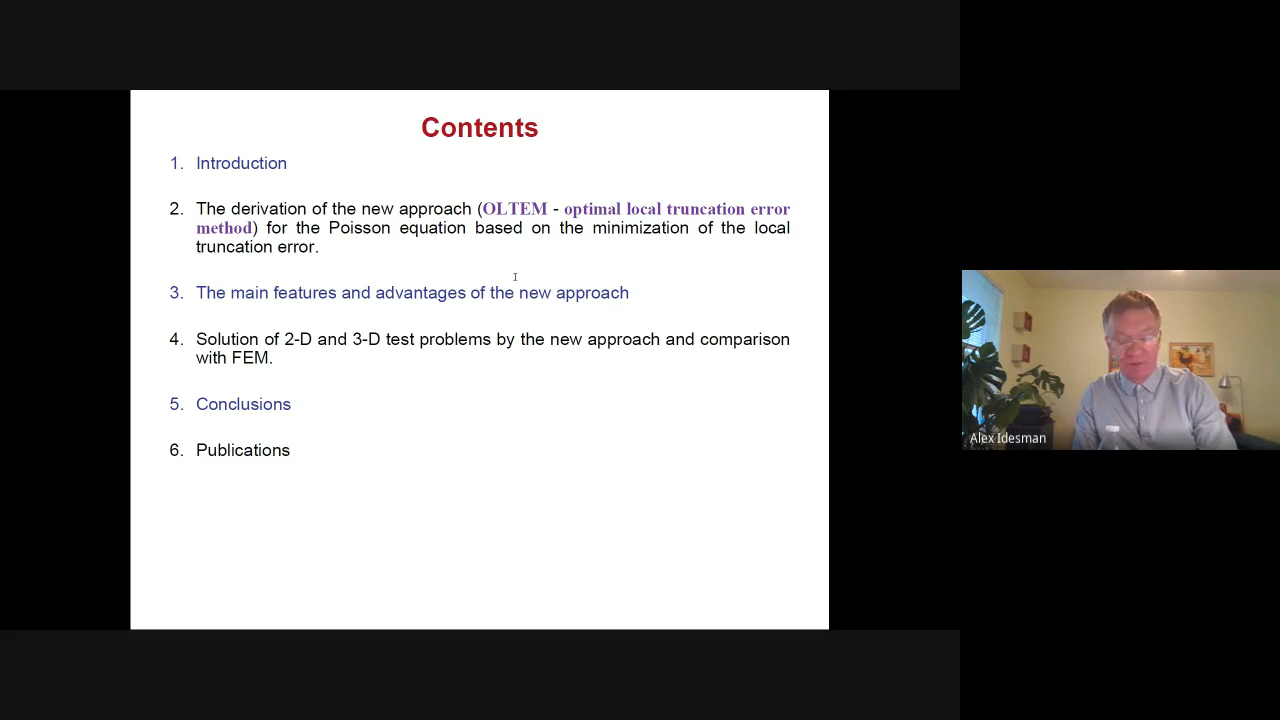 Contents
1. Introduction
2. The derivation of the new approach (OLTEM - optimal local truncation error
method) for the Poisson equation based on the minimization of the local
truncation error.
3. The main features and advantages of the new approach
4. Solution of 2-D and 3-D test problems by the new approach and comparison
with FEM.
5. Conclusions
6. Publications
Alex Idesman